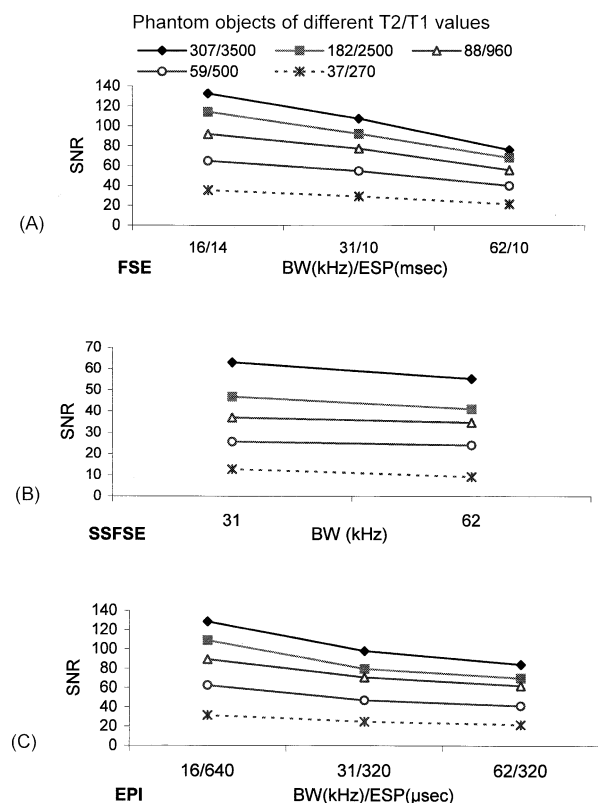 Phantom objects of different T2/T1 values
307/3500 182/2500 88/960
59/500 37/270
140
120
100
80
60
40
20
0
SNR
(A)
16/14 31/10 62/10
FSE BW(kHz)/ESP(msec)
70
60
50
40
30
20
10
0
SNR
(B)
31 62
SSFSE BW (kHz)
140
120
100
80
60
40
20
0
SNR
(C)
16/640 31/320 62/320
EPI BW(kHz)/ESP(µsec)